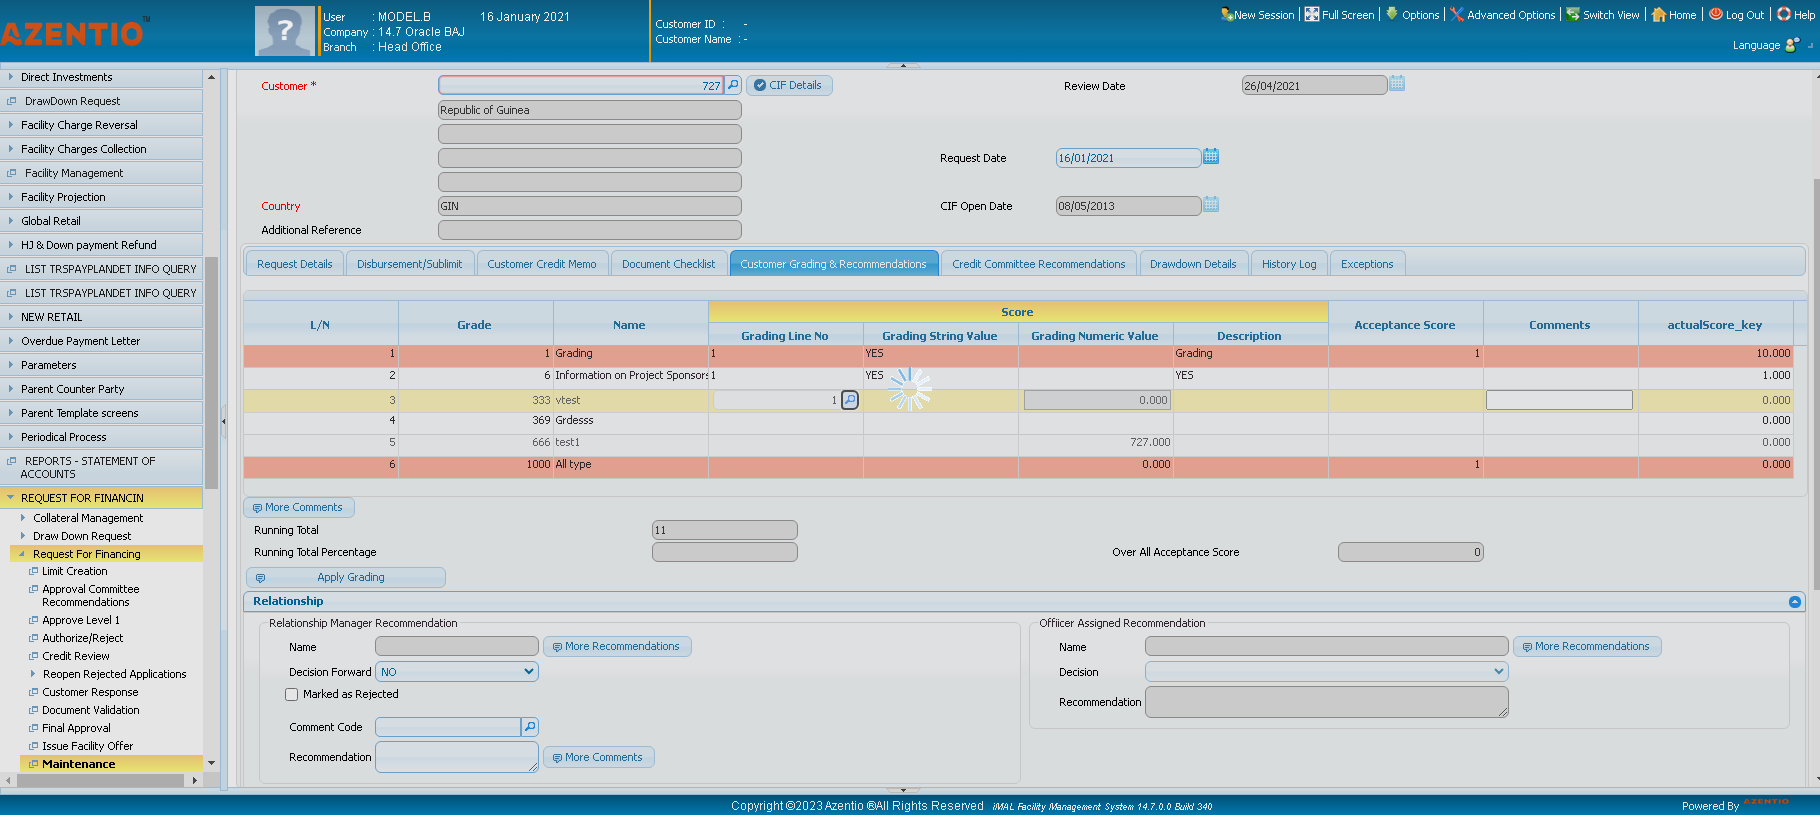 AZENTIO™
User : MODEL.B 16 January 2021
Company : 14.7 Oracle BAJ
Branch : Head Office
Customer ID : -
Customer Name : -
New Session Full Screen Options Advanced Options Switch View Home Log Out Help
Language
Direct Investments
DrawDown Request
Facility Charge Reversal
Facility Charges Collection
Facility Management
Facility Projection
Global Retail
HJ & Down payment Refund
LIST TRSPAYPLANDET INFO QUERY
LIST TRSPAYPLANDET INFO QUERY
NEW RETAIL
Overdue Payment Letter
Parameters
Parent Counter Party
Parent Template screens
Periodical Process
REPORTS - STATEMENT OF
ACCOUNTS
REQUEST FOR FINANCIN
Collateral Management
Draw Down Request
Request For Financing
Limit Creation
Approval Committee
Recommendations
Approve Level 1
Authorize/Reject
Credit Review
Reopen Rejected Applications
Customer Response
Document Validation
Final Approval
Issue Facility Offer
Maintenance
Customer * 727 CIF Details Review Date 26/04/2021
Republic of Guinea
Request Date 16/01/2021
Country GIN CIF Open Date 08/05/2013
Additional Reference
Request Details Disbursement/Sublimit Customer Credit Memo Document Checklist Customer Grading & Recommendations Credit Committee Recommendations Drawdown Details History Log Exceptions
L/N Grade Name Score Acceptance Score Comments actualScore_key
Grading Line No Grading String Value Grading Numeric Value Description
1 1 Grading 1 YES Grading 1 10.000
2 6 Information on Project Sponsors 1 YES YES 1.000
3 333 vtest 1 0.000 0.000
4 369 Grdesss 0.000
5 666 test1 727.000 0.000
6 1000 All type 0.000 1 0.000
More Comments
Running Total 11
Running Total Percentage Over All Acceptance Score 0
Apply Grading
Relationship
Relationship Manager Recommendation
Name More Recommendations
Decision Forward NO
Marked as Rejected
Comment Code
Recommendation More Comments
Offiicer Assigned Recommendation
Name More Recommendations
Decision
Recommendation
Copyright ©2023 Azentio ®All Rights Reserved iMAL Facility Management System 14.7.0.0 Build 340
Powered By AZENTIO